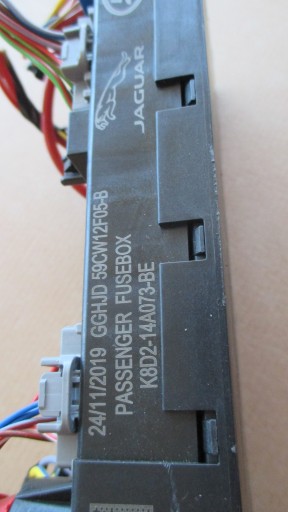 JAGUAR
24/11/2019 GGHJD 59CW12F05-B
PASSENGER FUSEBOX
K8D2-14A073-BE